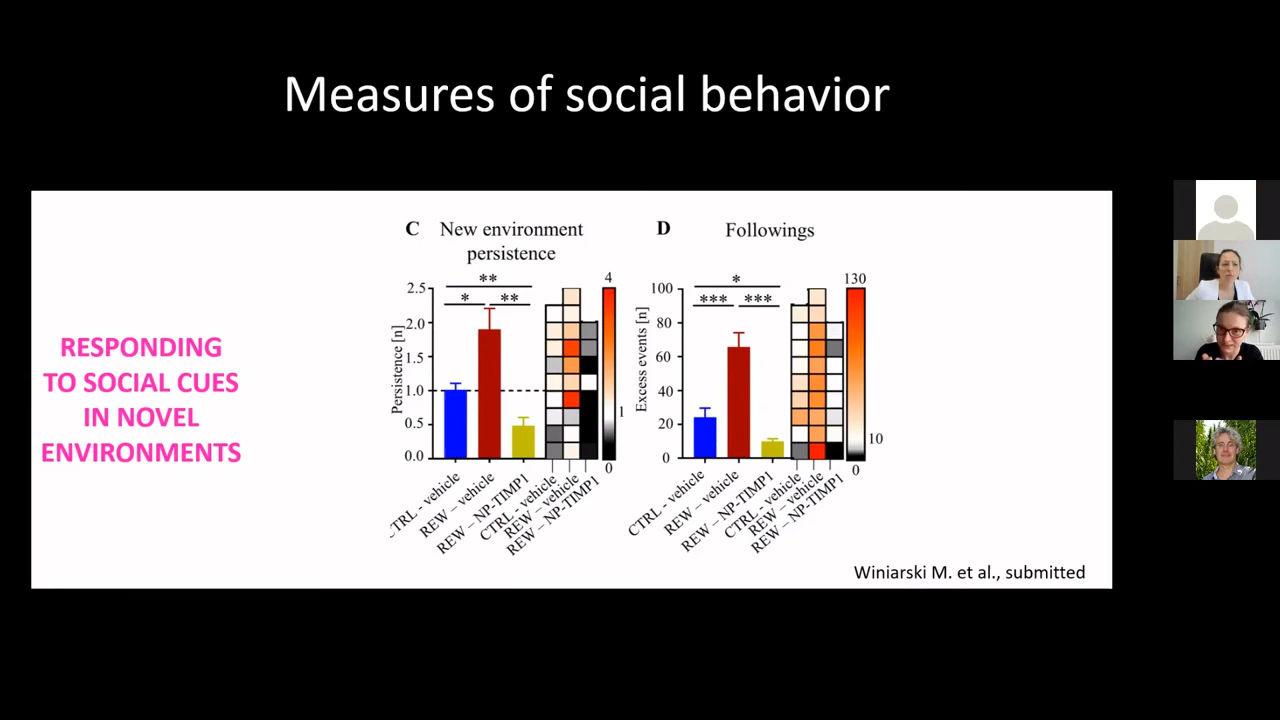 Measures of social behavior
RESPONDING
TO SOCIAL CUES
IN NOVEL
ENVIRONMENTS
C New environment
persistence
** 
* **
Persistence [n]
2.5
2.0
1.5
1.0
0.5
0.0
4
1
0
CTRL - vehicle
REW – vehicle
REW – NP-TIMP1
CTRL - vehicle
REW – vehicle
REW – NP-TIMP1
D Followings
*
*** ***
Excess events [n]
100
80
60
40
20
0
130
10
0
CTRL - vehicle
REW – vehicle
REW – NP-TIMP1
CTRL - vehicle
REW – vehicle
REW – NP-TIMP1
Winiarski M. et al., submitted